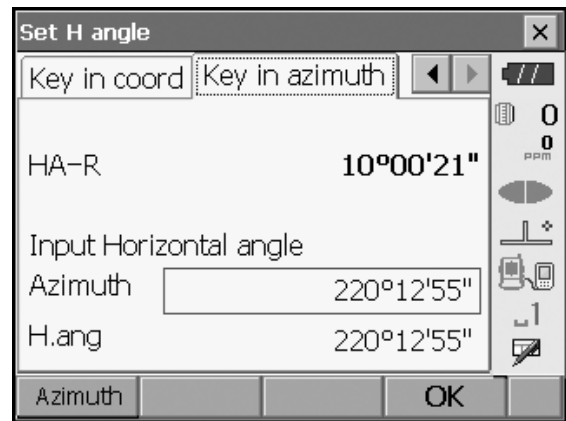 Set H angle
Key in coord Key in azimuth
0
0
PPM
HA-R 10°00'21"
Input Horizontal angle
Azimuth 220°12'55"
H.ang 220°12'55"
1
Azimuth OK